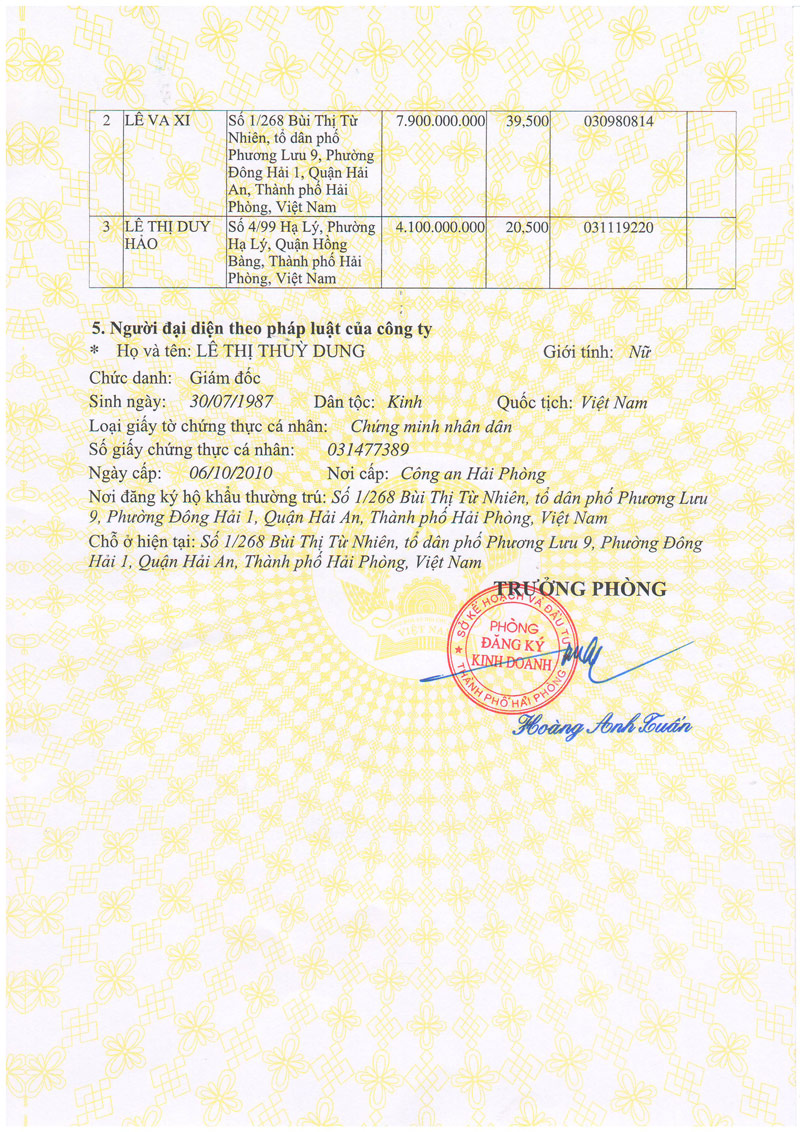 2 LÊ VA XI Số 1/268 Bùi Thị Từ 7.900.000.000 39,500 030980814
Nhiên, tổ dân phố
Phương Lưu 9, Phường
Đông Hải 1, Quận Hải
An, Thành phố Hải
Phòng, Việt Nam
3 LÊ THỊ DUY Số 4/99 Hạ Lý, Phường 4.100.000.000 20,500 031119220
HẢO Hạ Lý, Quận Hồng
Bàng, Thành phố Hải
Phòng, Việt Nam
5. Người đại diện theo pháp luật của công ty
* Họ và tên: LÊ THỊ THUỲ DUNG Giới tính: Nữ
Chức danh: Giám đốc
Sinh ngày: 30/07/1987 Dân tộc: Kinh Quốc tịch: Việt Nam
Loại giấy tờ chứng thực cá nhân: Chứng minh nhân dân
Số giấy chứng thực cá nhân: 031477389
Ngày cấp: 06/10/2010 Nơi cấp: Công an Hải Phòng
Nơi đăng ký hộ khẩu thường trú: Số 1/268 Bùi Thị Từ Nhiên, tổ dân phố Phương Lưu
9, Phường Đông Hải 1, Quận Hải An, Thành phố Hải Phòng, Việt Nam
Chỗ ở hiện tại: Số 1/268 Bùi Thị Từ Nhiên, tổ dân phố Phương Lưu 9, Phường Đông
Hải 1, Quận Hải An, Thành phố Hải Phòng, Việt Nam
TRƯỞNG PHÒNG
SỞ KẾ HOẠCH VÀ ĐẦU TƯ
PHÒNG
ĐĂNG KÝ
KINH DOANH
THÀNH PHỐ HẢI PHÒNG
Hoàng Anh Tuấn